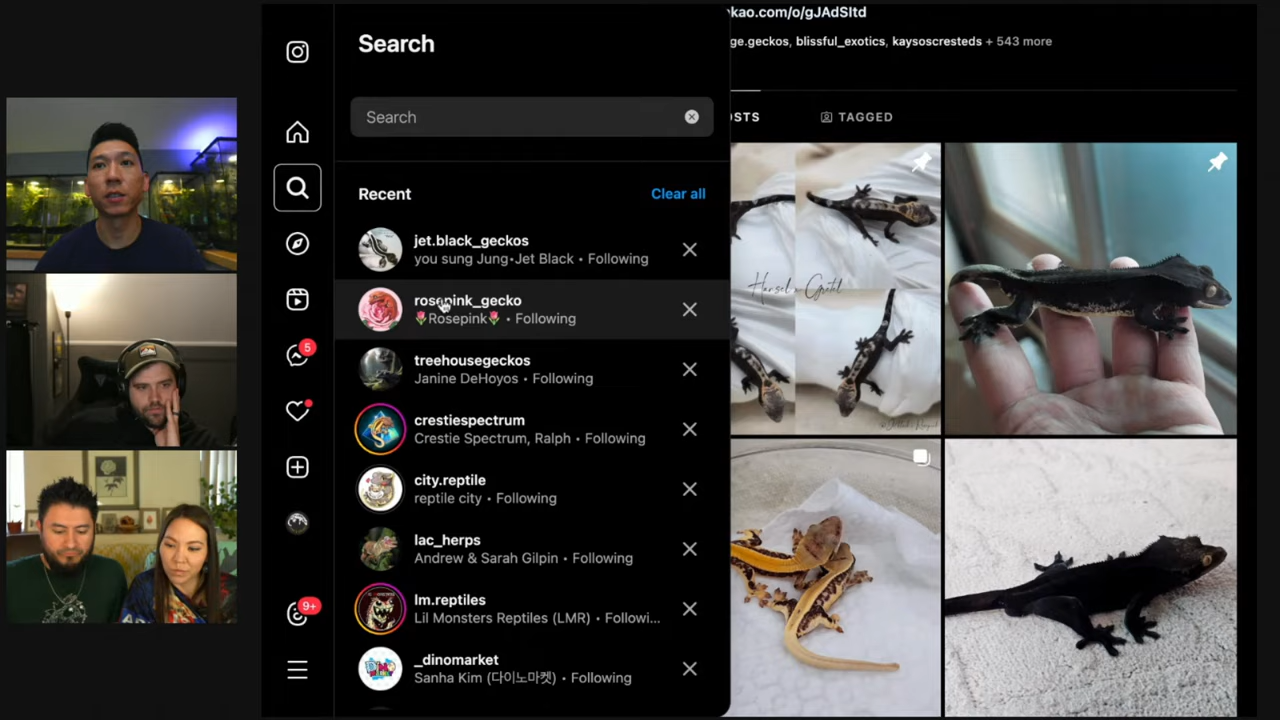 Search
Search
Recent
Clear all
jet.black_geckos
you sung Jung•Jet Black • Following
rosepink_gecko
🌷Rosepink🌷 • Following
treehousegeckos
Janine DeHoyos • Following
crestiespectrum
Crestie Spectrum, Ralph • Following
city.reptile
reptile city • Following
lac_herps
Andrew & Sarah Gilpin • Following
lm.reptiles
Lil Monsters Reptiles (LMR) • Followi...
_dinomarket
Sanha Kim (다이노마켓) • Following
5
9+
kao.com/o/gJAdSItd
ge.geckos, blissful_exotics, kaysoscresteds + 543 more
OSTS
TAGGED
Hansel & Gretel